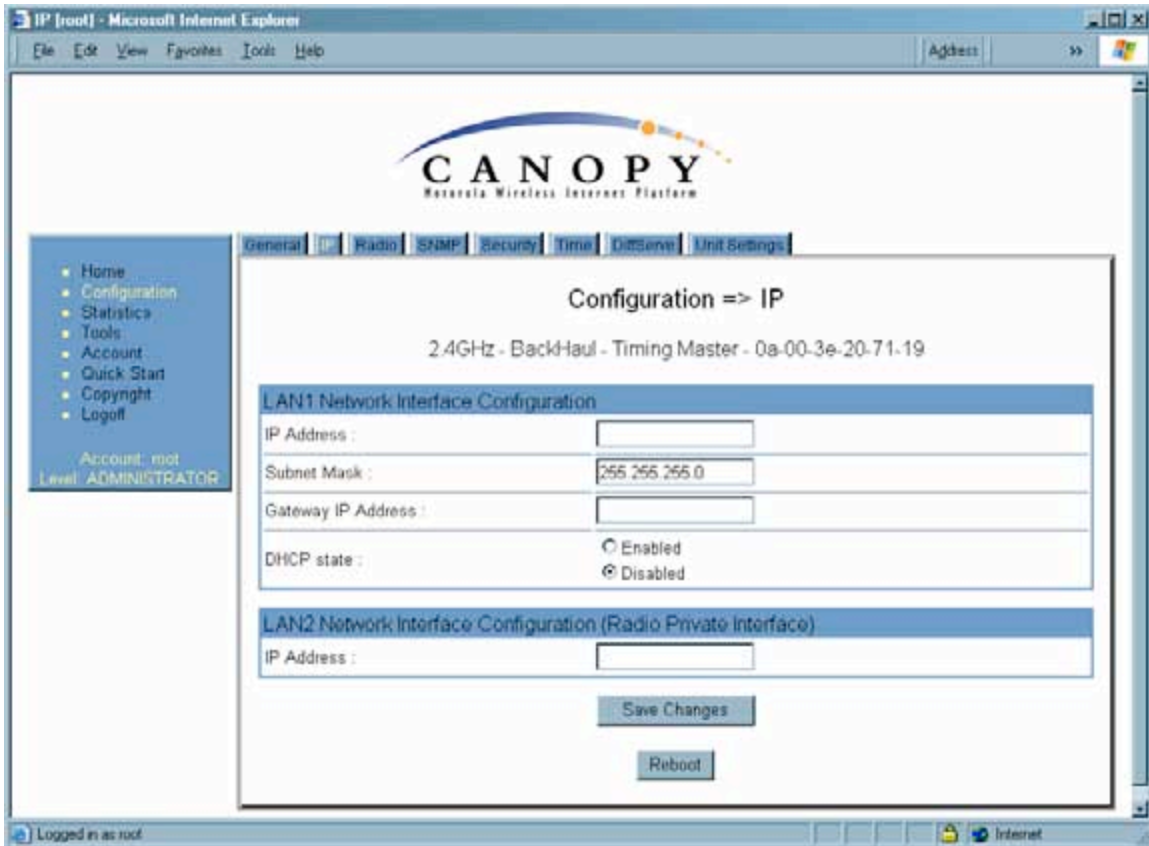 IP [root] - Microsoft Internet Explorer
File Edit View Favorites Tools Help
Address
CANOPY
Motorola Wireless Internet Platform
General IP Radio SNMP Security Time DiffServe Unit Settings
Home
Configuration
Statistics
Tools
Account
Quick Start
Copyright
Logoff
Account: root
Level: ADMINISTRATOR
Configuration => IP
2.4GHz - BackHaul - Timing Master - 0a-00-3e-20-71-19
LAN1 Network Interface Configuration
IP Address :
Subnet Mask : 255.255.255.0
Gateway IP Address :
DHCP state :
Enabled
Disabled
LAN2 Network Interface Configuration (Radio Private Interface)
IP Address :
Save Changes
Reboot
Logged in as root
Internet